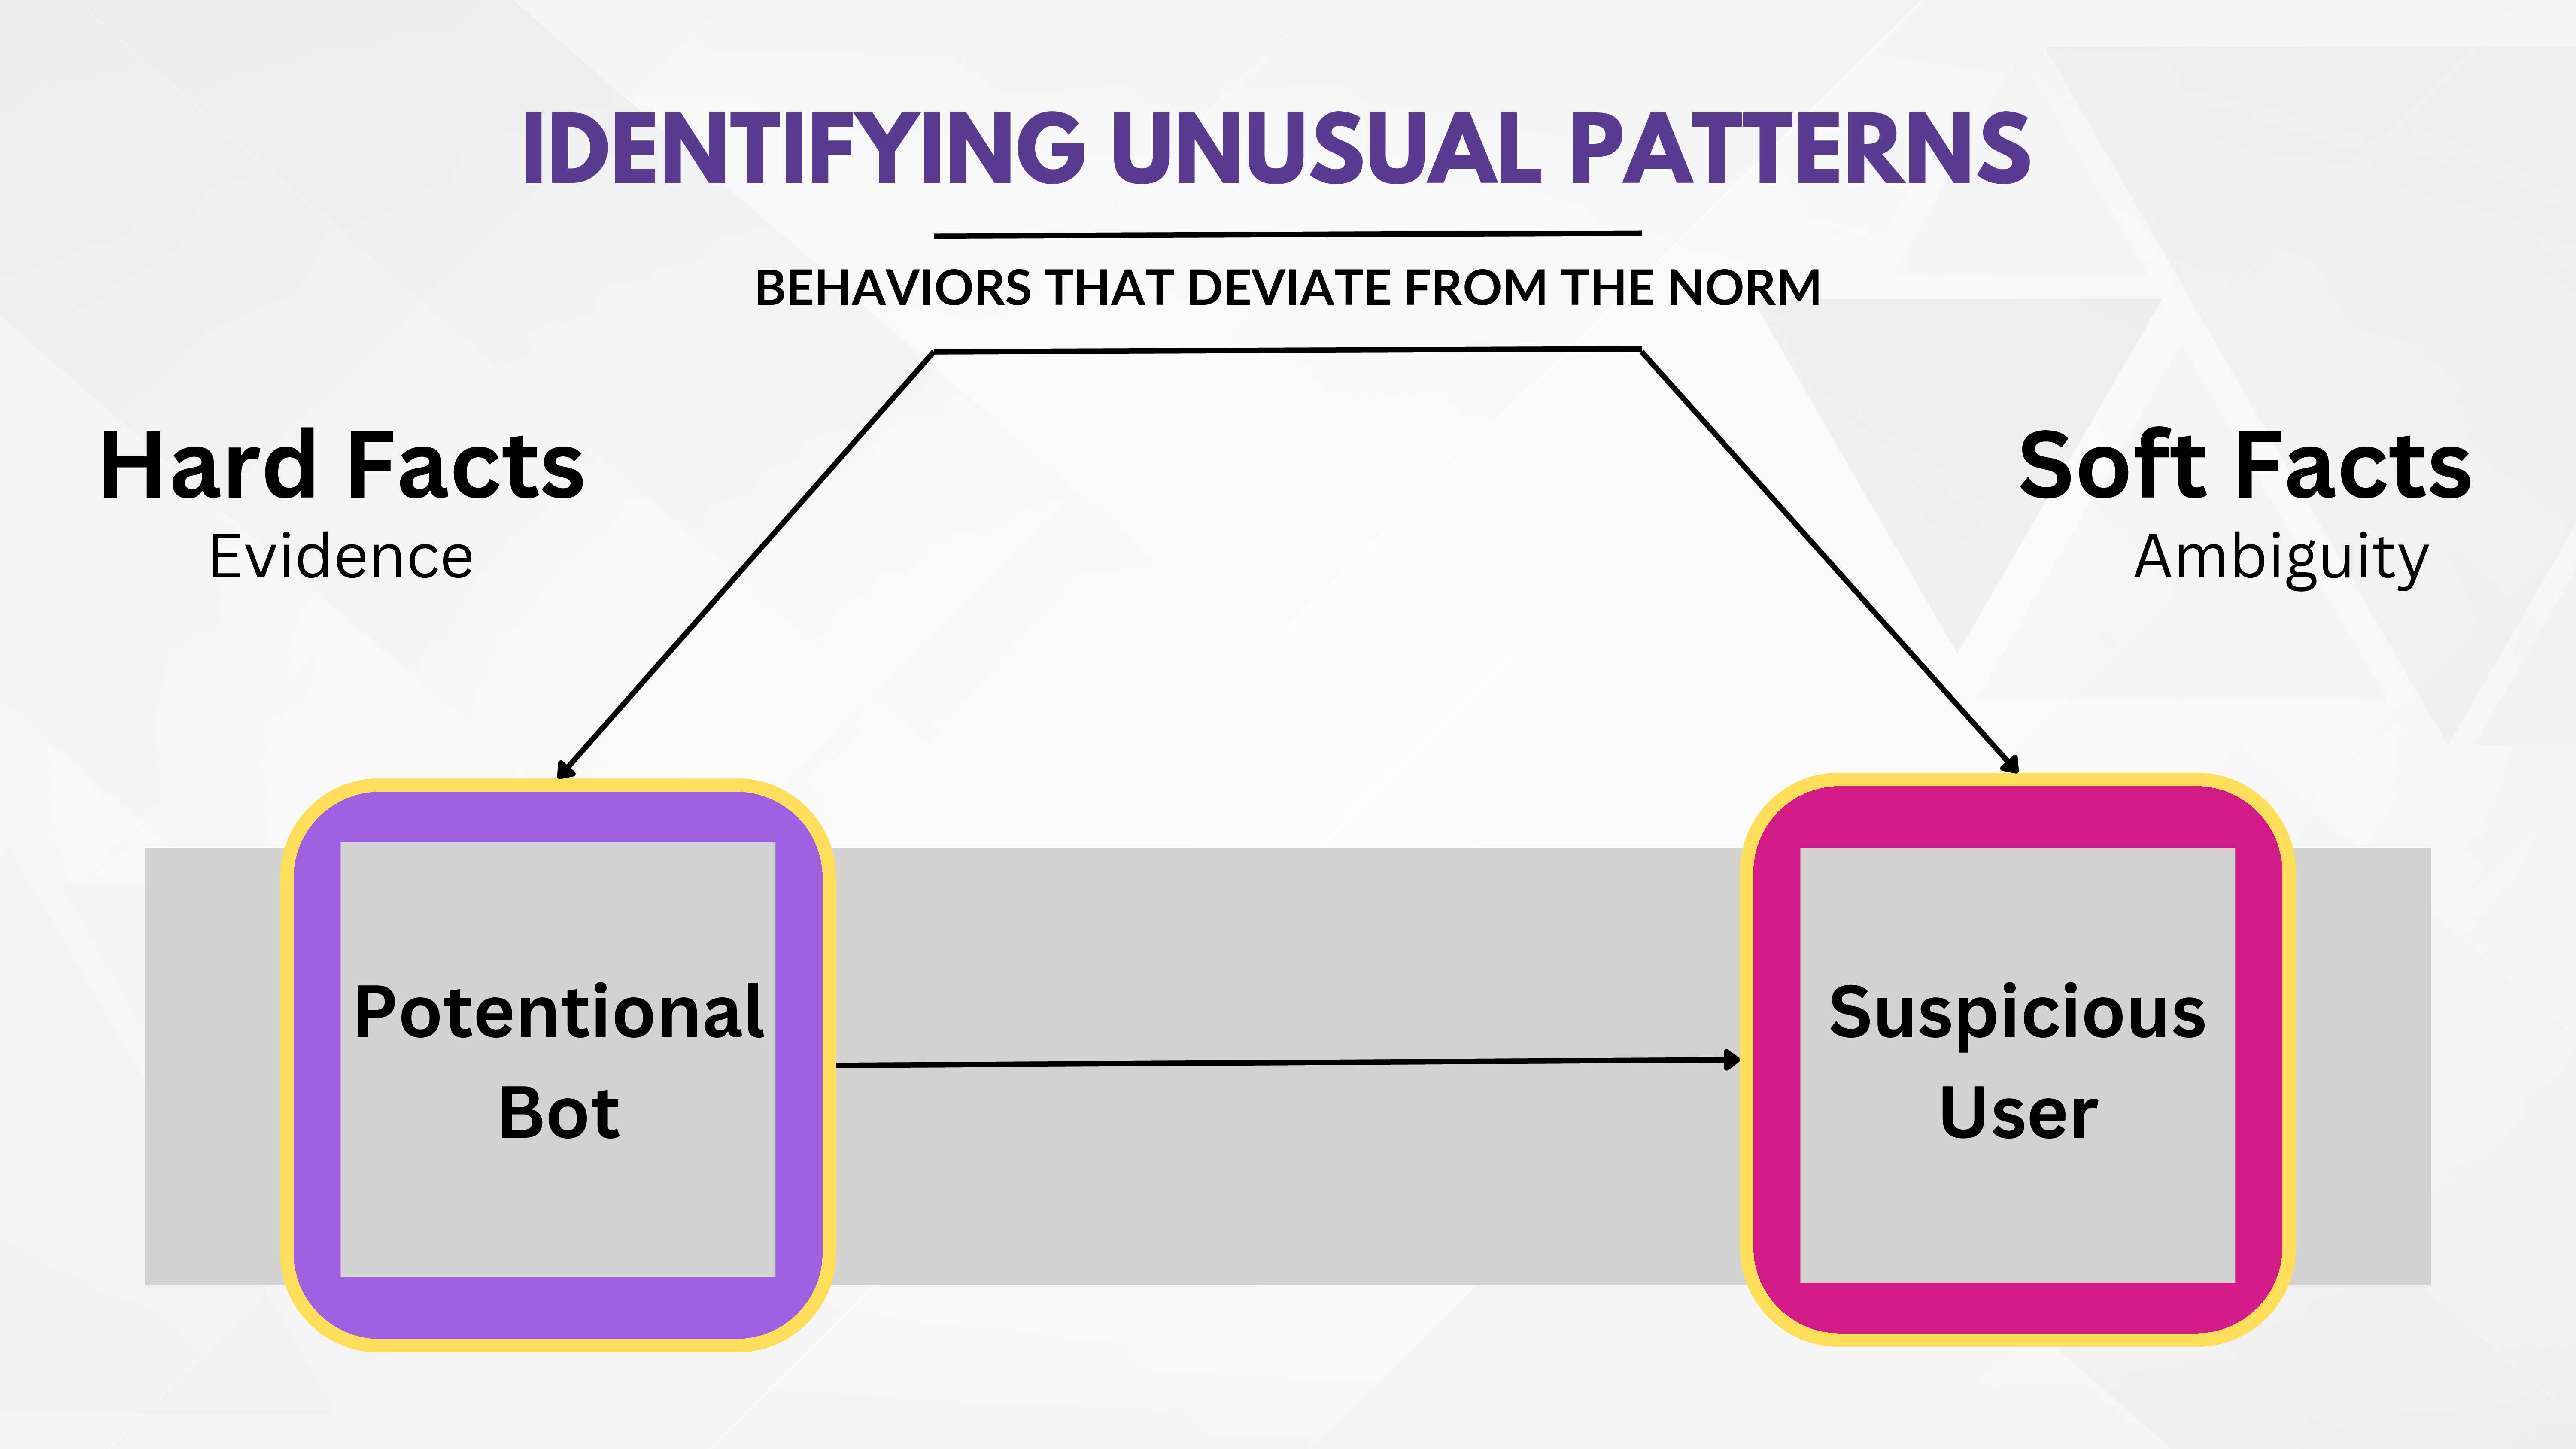 IDENTIFYING UNUSUAL PATTERNS
BEHAVIORS THAT DEVIATE FROM THE NORM
Hard Facts
Evidence
Soft Facts
Ambiguity
Potentional
Bot
Suspicious
User